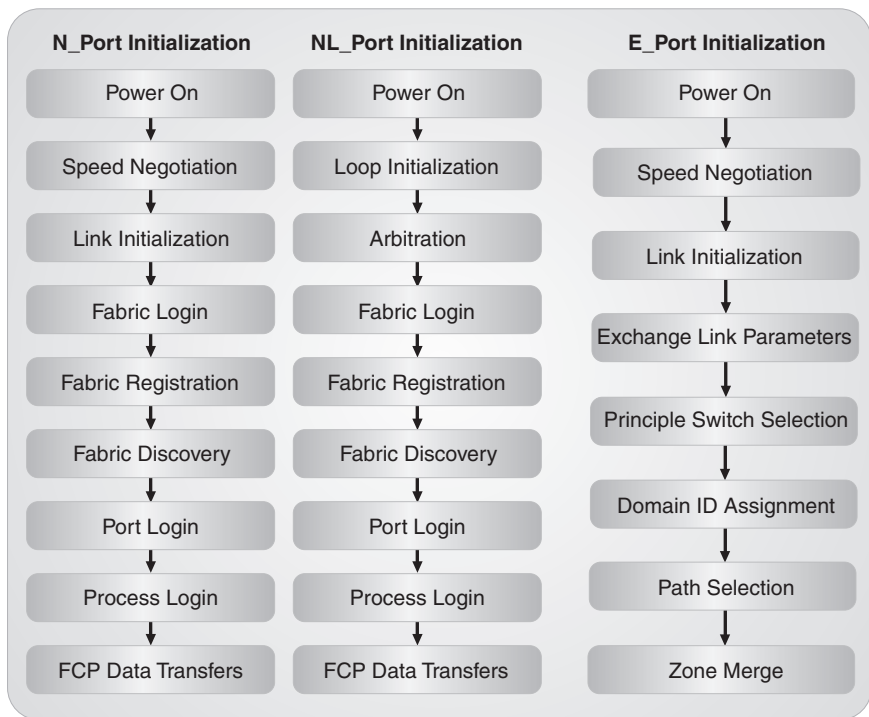 N_Port Initialization
Power On
Speed Negotiation
Link Initialization
Fabric Login
Fabric Registration
Fabric Discovery
Port Login
Process Login
FCP Data Transfers
NL_Port Initialization
Power On
Loop Initialization
Arbitration
Fabric Login
Fabric Registration
Fabric Discovery
Port Login
Process Login
FCP Data Transfers
E_Port Initialization
Power On
Speed Negotiation
Link Initialization
Exchange Link Parameters
Principle Switch Selection
Domain ID Assignment
Path Selection
Zone Merge